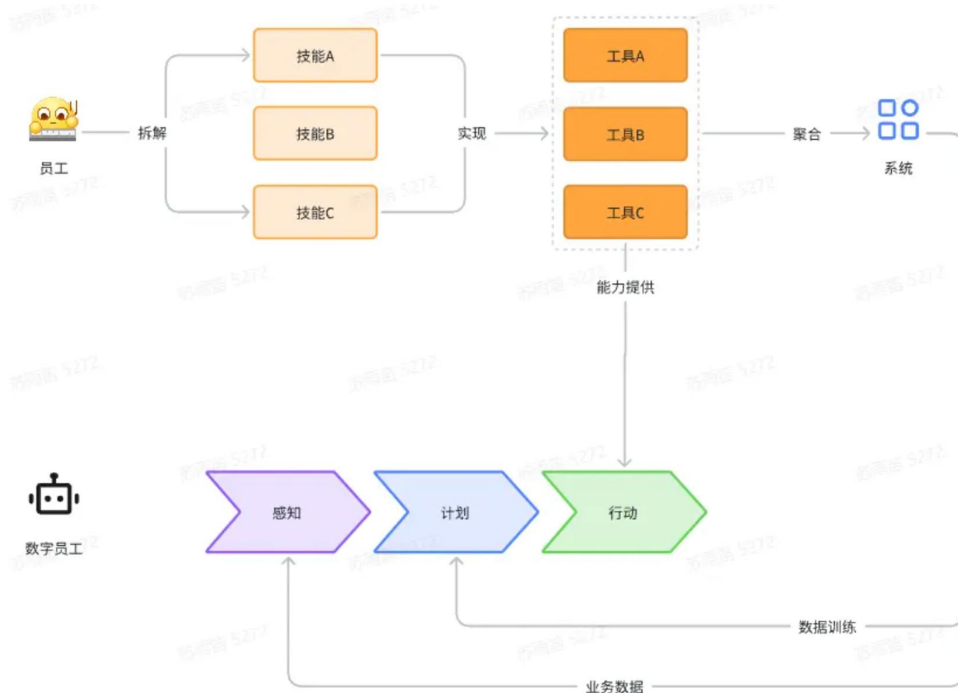 技能A
工具A
员工
拆解
技能B
实现
工具B
聚合
系统
技能C
工具C
能力提供
数字员工
感知
计划
行动
数据训练
业务数据